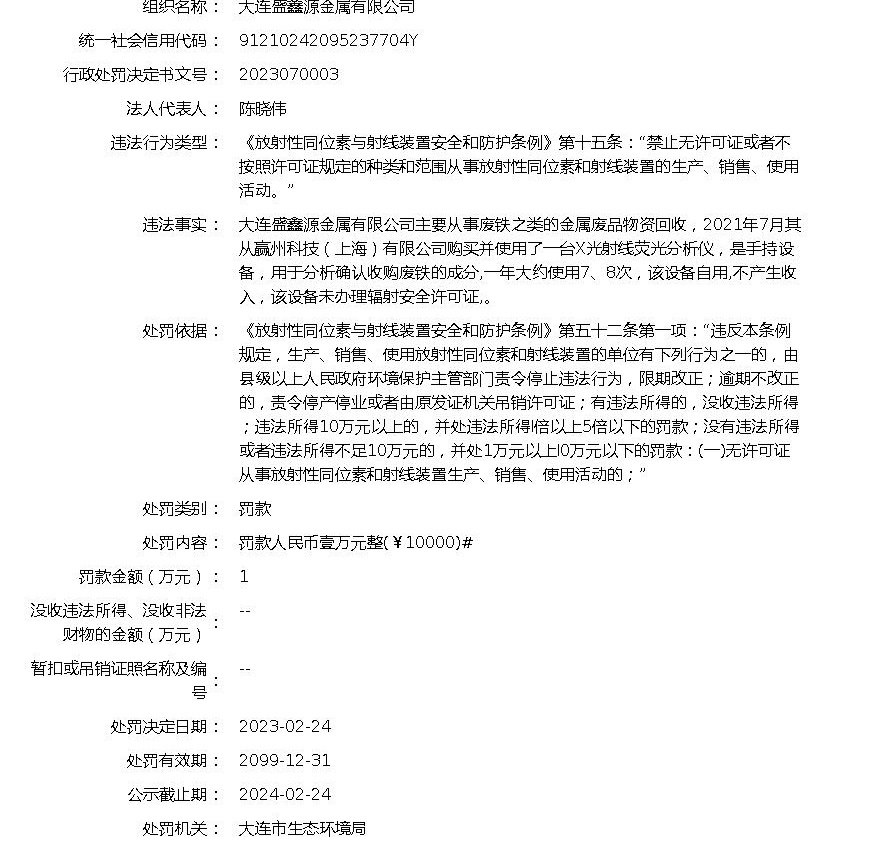 组织名称： 大连盛鑫源金属有限公司
统一社会信用代码： 91210242095237704Y
行政处罚决定书文号： 2023070003
法人代表人： 陈晓伟
违法行为类型： 《放射性同位素与射线装置安全和防护条例》第十五条：“禁止无许可证或者不
按照许可证规定的种类和范围从事放射性同位素和射线装置的生产、销售、使用
活动。”
违法事实： 大连盛鑫源金属有限公司主要从事废铁之类的金属废品物资回收，2021年7月其
从赢州科技（上海）有限公司购买并使用了一台X光射线荧光分析仪，是手持设
备，用于分析确认收购废铁的成分,一年大约使用7、8次，该设备自用,不产生收
入，该设备未办理辐射安全许可证,。
处罚依据： 《放射性同位素与射线装置安全和防护条例》第五十二条第一项：“违反本条例
规定，生产、销售、使用放射性同位素和射线装置的单位有下列行为之一的，由
县级以上人民政府环境保护主管部门责令停止违法行为，限期改正；逾期不改正
的，责令停产停业或者由原发证机关吊销许可证；有违法所得的，没收违法所得
；违法所得10万元以上的，并处违法所得l倍以上5倍以下的罚款；没有违法所得
或者违法所得不足10万元的，并处1万元以上l0万元以下的罚款：(一)无许可证
从事放射性同位素和射线装置生产、销售、使用活动的；”
处罚类别： 罚款
处罚内容： 罚款人民币壹万元整(￥10000)#
罚款金额（万元）： 1
没收违法所得、没收非法
财物的金额（万元）： --
暂扣或吊销证照名称及编
号： --
处罚决定日期： 2023-02-24
处罚有效期： 2099-12-31
公示截止期： 2024-02-24
处罚机关： 大连市生态环境局